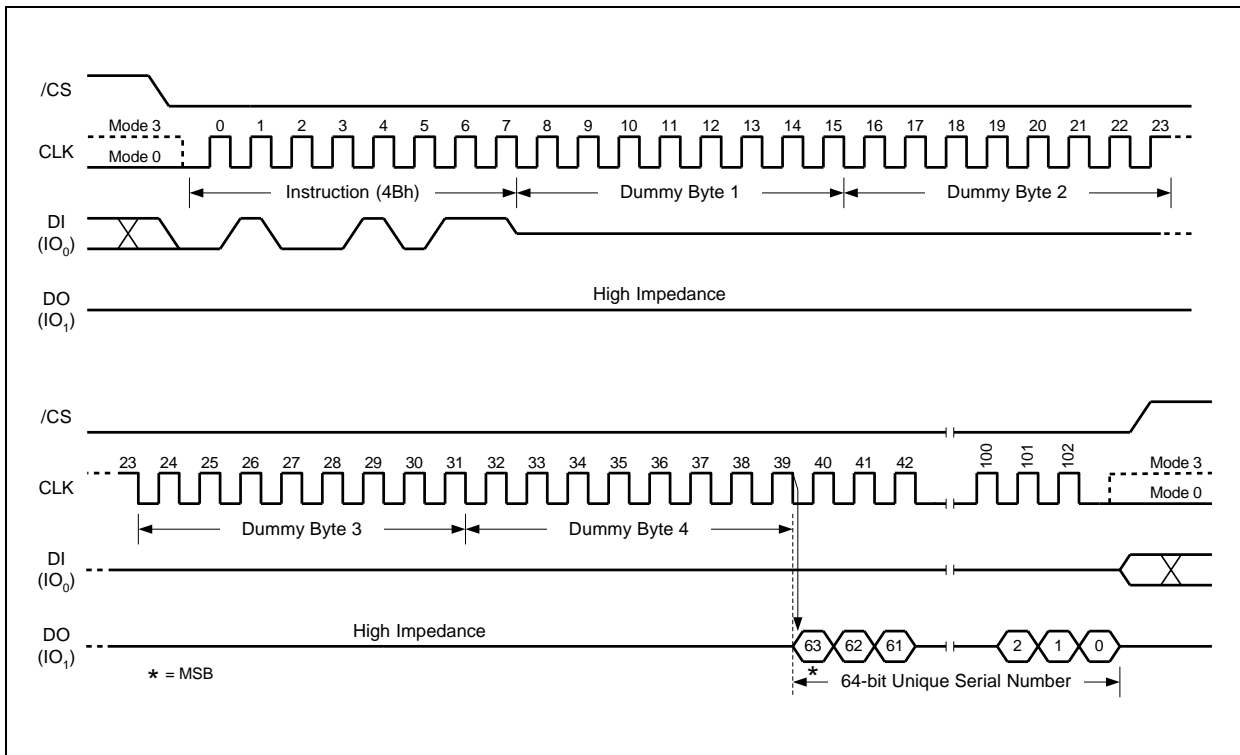 /CS
Mode 3 0 1 2 3 4 5 6 7 8 9 10 11 12 13 14 15 16 17 18 19 20 21 22 23
CLK
Mode 0
Instruction (4Bh) Dummy Byte 1 Dummy Byte 2
DI
(IO0)
High Impedance
DO
(IO1)
/CS
23 24 25 26 27 28 29 30 31 32 33 34 35 36 37 38 39 40 41 42 100 101 102 Mode 3
CLK
Mode 0
Dummy Byte 3 Dummy Byte 4
DI
(IO0)
High Impedance
DO
(IO1)
63 62 61 2 1 0
* = MSB
* 64-bit Unique Serial Number